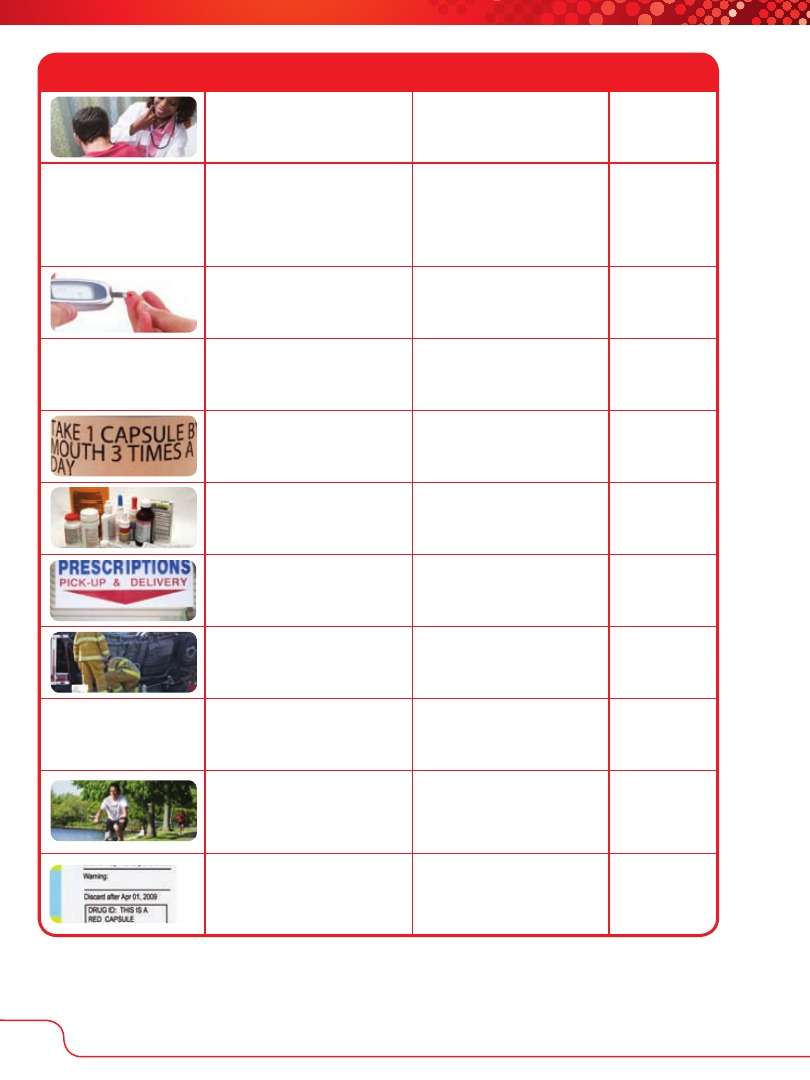 TAKE 1 CAPSULE BY
MOUTH 3 TIMES A
DAY
PRESCRIPTIONS
PICK-UP & DELIVERY
Warning:
Discard after Apr 01, 2009
DRUG ID: THIS IS A
RED CAPSULE